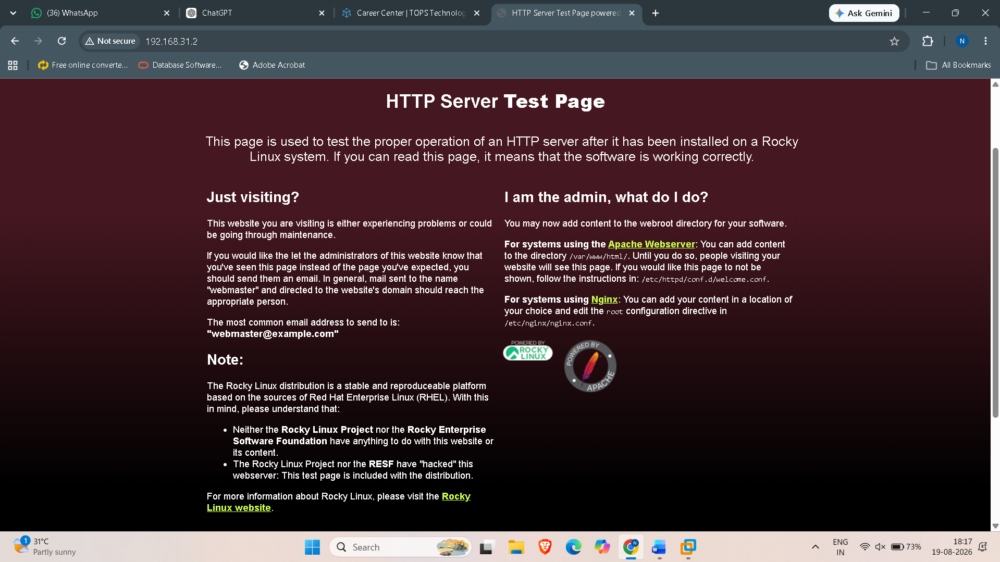 (36) WhatsApp
ChatGPT
Career Center | TOPS Technolog
HTTP Server Test Page powered
Ask Gemini
Not secure
192.168.31.2
N
Free online converte...
Database Software...
Adobe Acrobat
All Bookmarks
HTTP Server Test Page
This page is used to test the proper operation of an HTTP server after it has been installed on a Rocky
Linux system. If you can read this page, it means that the software is working correctly.
Just visiting?
This website you are visiting is either experiencing problems or could
be going through maintenance.
If you would like the let the administrators of this website know that
you've seen this page instead of the page you've expected, you
should send them an email. In general, mail sent to the name
"webmaster" and directed to the website's domain should reach the
appropriate person.
The most common email address to send to is:
"webmaster@example.com"
Note:
The Rocky Linux distribution is a stable and reproduceable platform
based on the sources of Red Hat Enterprise Linux (RHEL). With this
in mind, please understand that:
• Neither the Rocky Linux Project nor the Rocky Enterprise
Software Foundation have anything to do with this website or
its content.
• The Rocky Linux Project nor the RESF have "hacked" this
webserver: This test page is included with the distribution.
For more information about Rocky Linux, please visit the Rocky
Linux website.
I am the admin, what do I do?
You may now add content to the webroot directory for your software.
For systems using the Apache Webserver: You can add content
to the directory /var/www/html/. Until you do so, people visiting your
website will see this page. If you would like this page to not be
shown, follow the instructions in: /etc/httpd/conf.d/welcome.conf.
For systems using Nginx: You can add your content in a location of
your choice and edit the root configuration directive in
/etc/nginx/nginx.conf.
POWERED BY
ROCKY
LINUX
POWERED BY
APACHE
1
31°C
Partly sunny
Search
N
W
ENG
IN
73%
18:17
19-08-2026